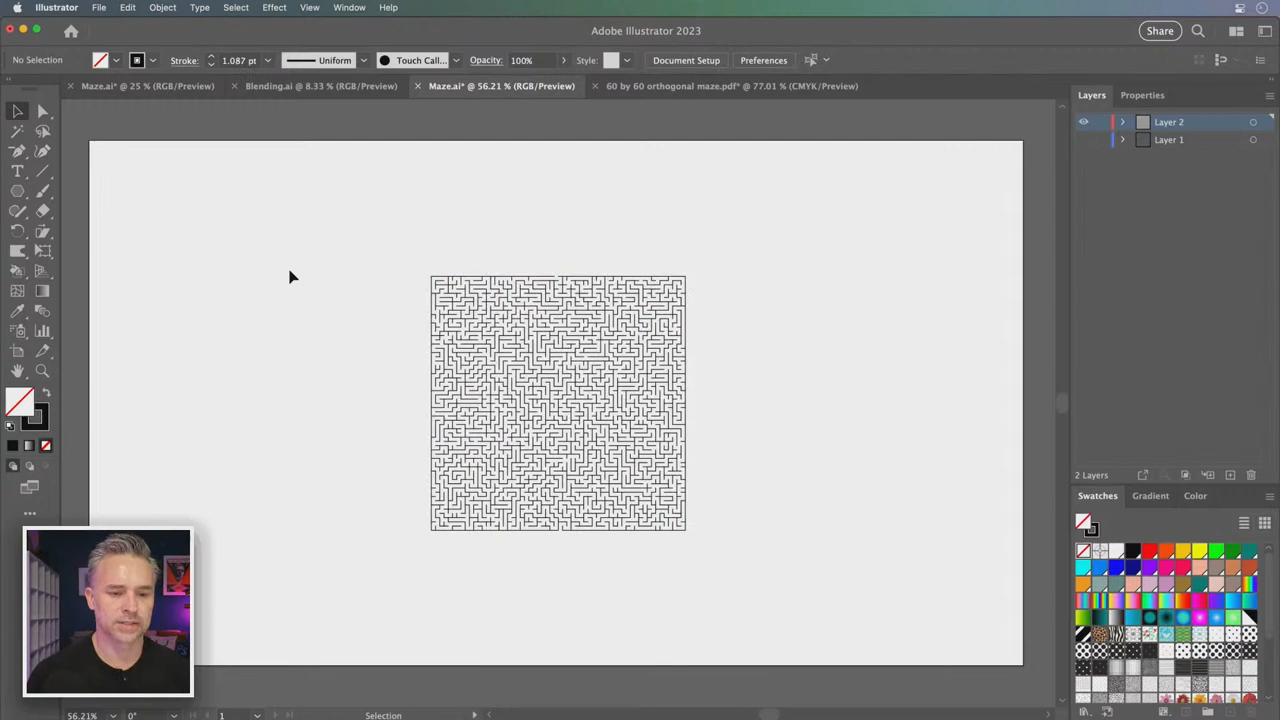 Illustrator File Edit Object Type Select Effect View Window Help
Adobe Illustrator 2023
Share
No Selection Stroke: 1.087 pt Uniform Touch Call... Opacity: 100% Style: Document Setup Preferences
Maze.ai* @ 25 % (RGB/Preview) Blending.ai @ 8.33 % (RGB/Preview) Maze.ai* @ 56.21 % (RGB/Preview) 60 by 60 orthogonal maze.pdf* @ 77.01 % (CMYK/Preview)
Layers Properties
Layer 2
Layer 1
2 Layers
Swatches Gradient Color
56.21% 0° 1 Selection